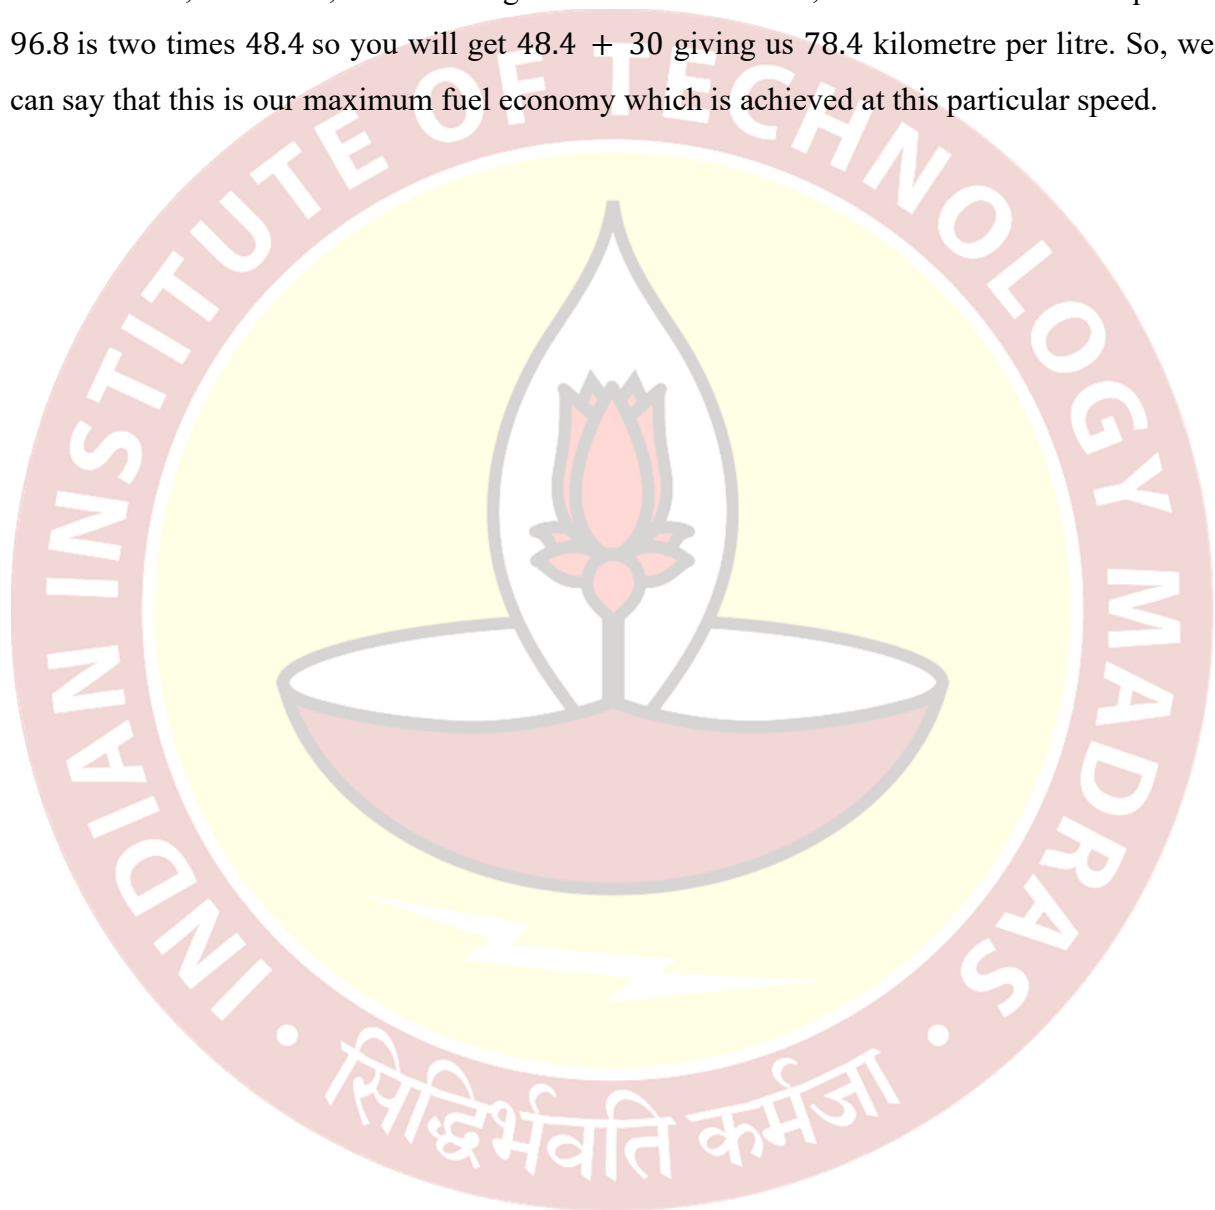 96.8 is two times 48.4 so you will get 48.4 + 30 giving us 78.4 kilometre per litre. So, we
can say that this is our maximum fuel economy which is achieved at this particular speed.
INDIAN INSTITUTE OF TECHNOLOGY MADRAS
सिद्धिर्भवति कर्मजा